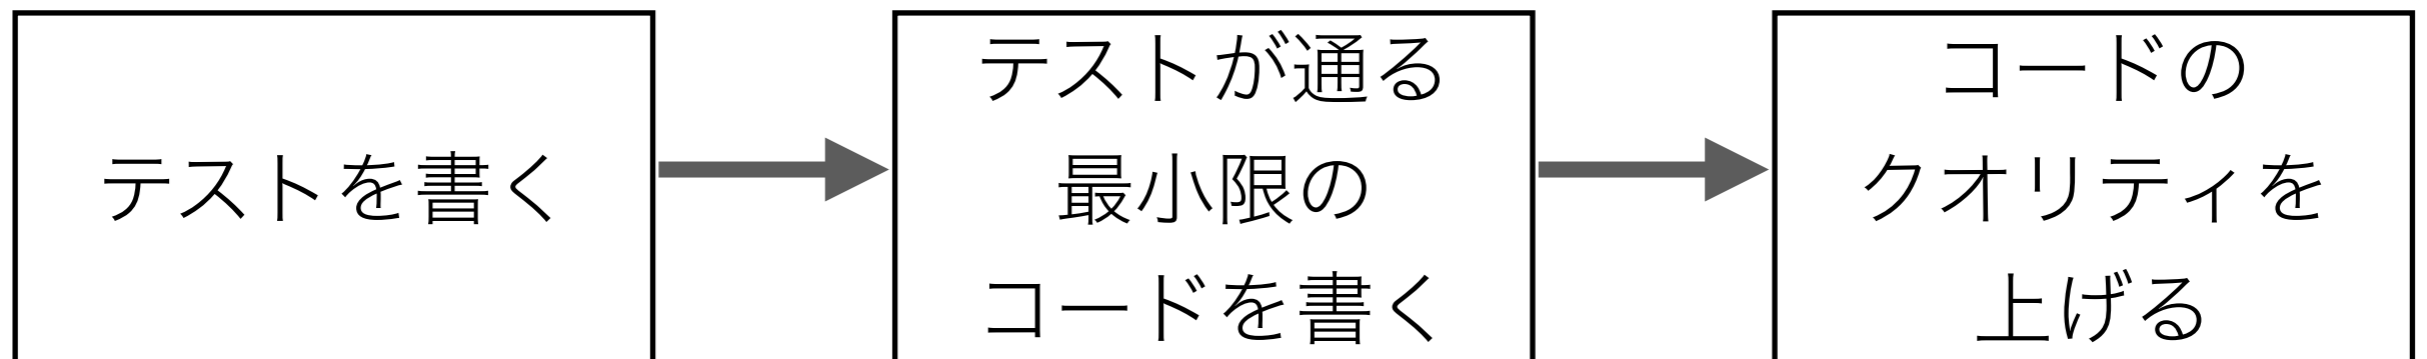 テストを書く
テストが通る
最小限の
コードを書く
コードの
クオリティを
上げる